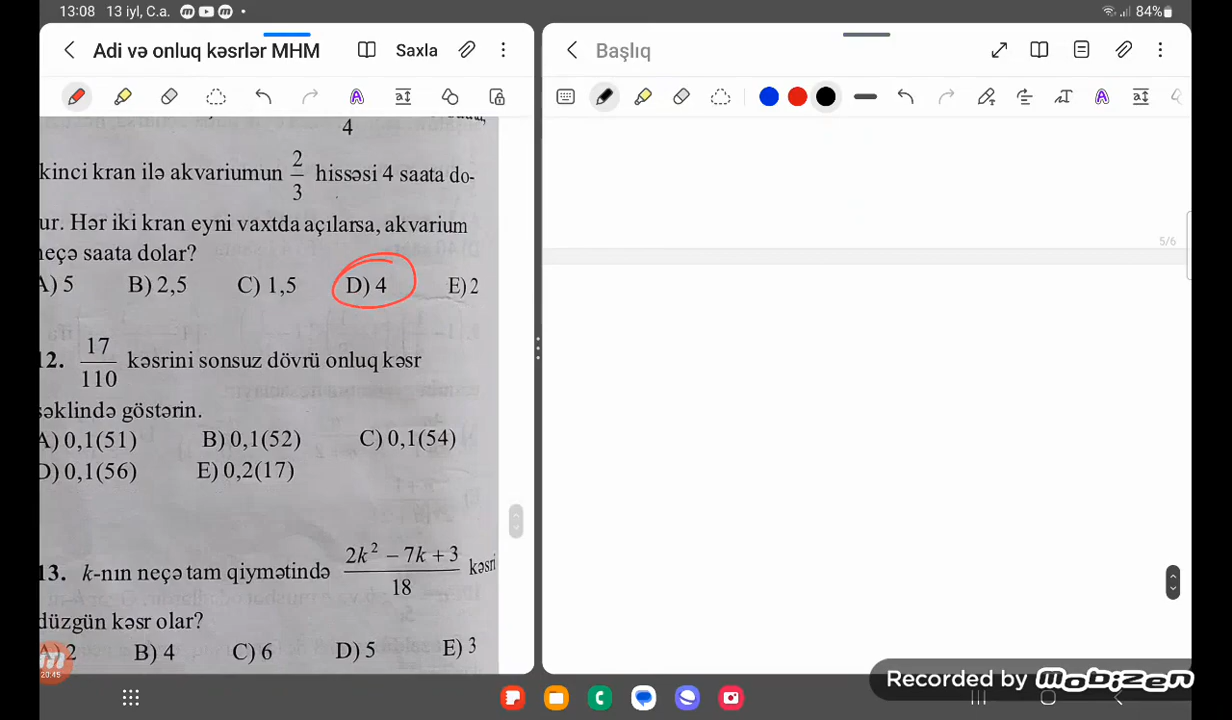 13:08 13 iyl, C.a.
84%
Adi və onluq kəsrlər MHM Saxla
Başlıq
4
kinci kran ilə akvariumun 2/3 hissəsi 4 saata do-
ur. Hər iki kran eyni vaxtda açılarsa, akvarium
neçə saata dolar?
A) 5 B) 2,5 C) 1,5 D) 4 E) 2
12. 17/110 kəsrini sonsuz dövrü onluq kəsr
şəklində göstərin.
A) 0,1(51) B) 0,1(52) C) 0,1(54)
D) 0,1(56) E) 0,2(17)
13. k-nın neçə tam qiymətində (2k² − 7k + 3)/18 kəsri
düzgün kəsr olar?
A) 2 B) 4 C) 6 D) 5 E) 3
5/6
20:45
Recorded by mobizen